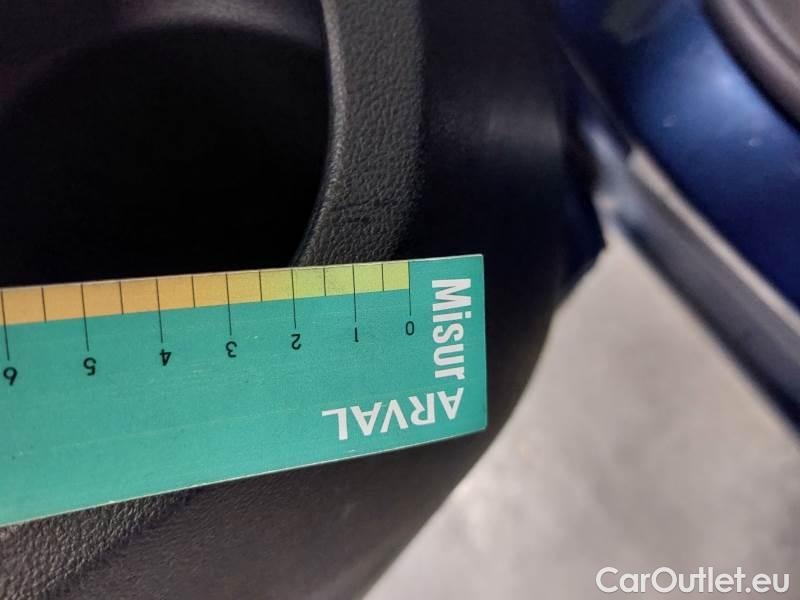 Misur
ARVAL
0 1 2 3 4 5 6
CarOutlet.eu